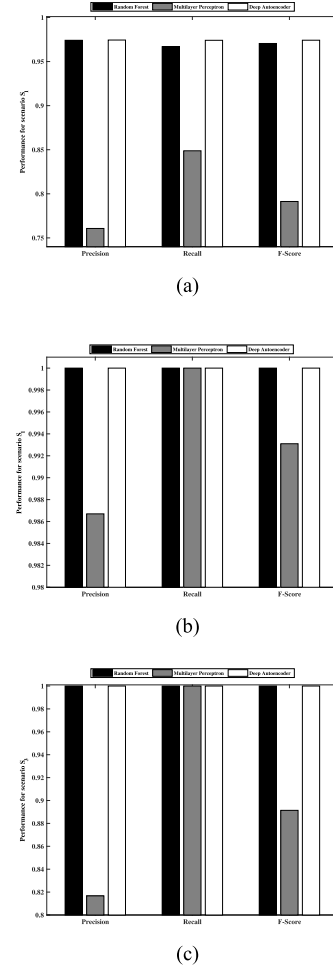 Random Forest Multilayer Perceptron Deep Autoencoder
1
0.95
0.9
0.85
0.8
0.75
Performance for scenario S1
Precision Recall F-Score
(a)
Random Forest Multilayer Perceptron Deep Autoencoder
1
0.998
0.996
0.994
0.992
0.99
0.988
0.986
0.984
0.982
0.98
Performance for scenario
Precision Recall F-Score
(b)
Random Forest Multilayer Perceptron Deep Autoencoder
1
0.98
0.96
0.94
0.92
0.9
0.88
0.86
0.84
0.82
0.8
Performance for scenario
Precision Recall F-Score
(c)